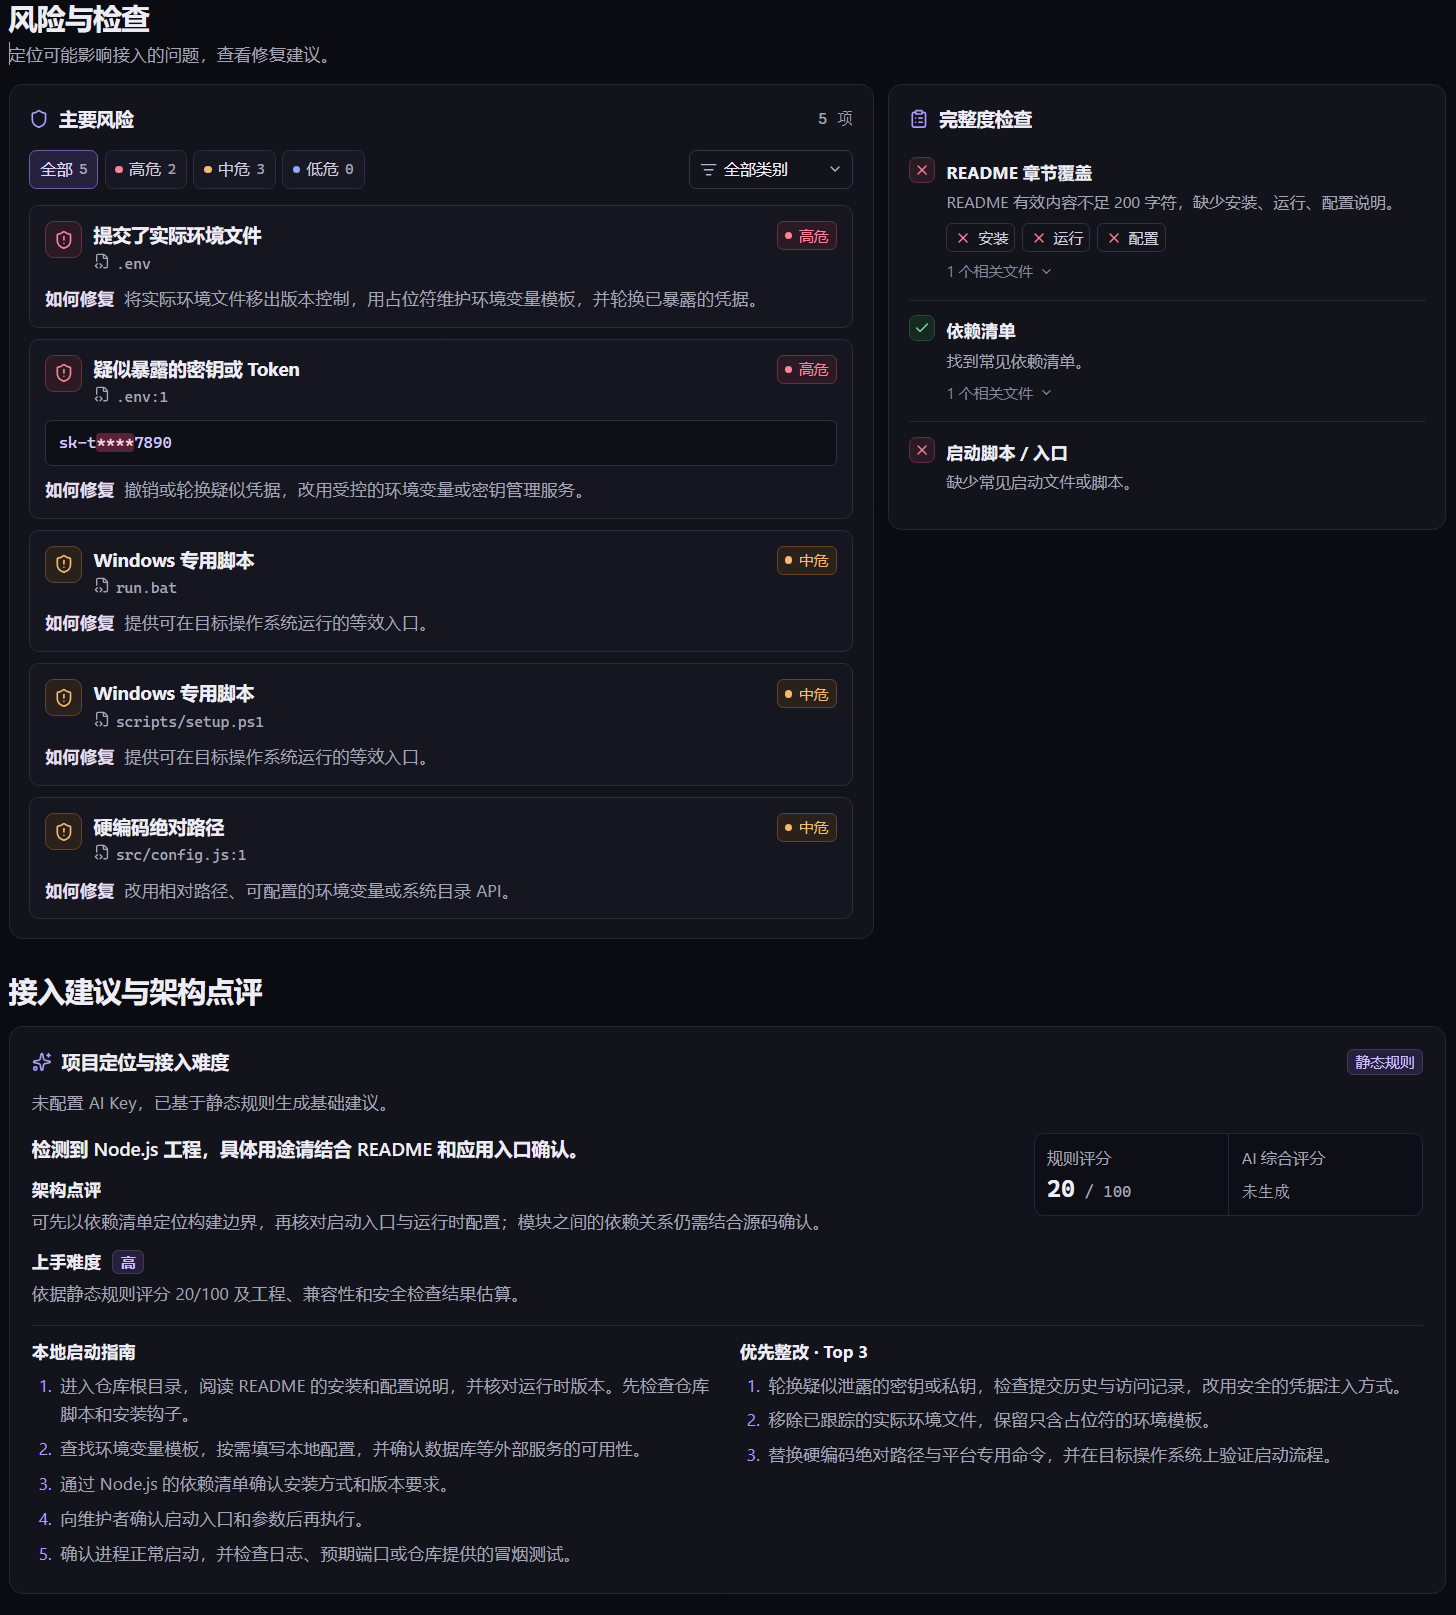 风险与检查
定位可能影响接入的问题，查看修复建议。
主要风险
5 项
全部 5
高危 2
中危 3
低危 0
全部类别
提交了实际环境文件
高危
.env
如何修复 将实际环境文件移出版本控制，用占位符维护环境变量模板，并轮换已暴露的凭据。
疑似暴露的密钥或 Token
高危
.env:1
sk-t****7890
如何修复 撤销或轮换疑似凭据，改用受控的环境变量或密钥管理服务。
Windows 专用脚本
中危
run.bat
如何修复 提供可在目标操作系统运行的等效入口。
Windows 专用脚本
中危
scripts/setup.ps1
如何修复 提供可在目标操作系统运行的等效入口。
硬编码绝对路径
中危
src/config.js:1
如何修复 改用相对路径、可配置的环境变量或系统目录 API。
完整度检查
README 章节覆盖
README 有效内容不足 200 字符，缺少安装、运行、配置说明。
安装
运行
配置
1 个相关文件
依赖清单
找到常见依赖清单。
1 个相关文件
启动脚本 / 入口
缺少常见启动文件或脚本。
接入建议与架构点评
项目定位与接入难度
静态规则
未配置 AI Key，已基于静态规则生成基础建议。
检测到 Node.js 工程，具体用途请结合 README 和应用入口确认。
架构点评
可先以依赖清单定位构建边界，再核对启动入口与运行时配置；模块之间的依赖关系仍需结合源码确认。
上手难度 高
依据静态规则评分 20/100 及工程、兼容性和安全检查结果估算。
规则评分
20 / 100
AI 综合评分
未生成
本地启动指南
1. 进入仓库根目录，阅读 README 的安装和配置说明，并核对运行时版本。先检查仓库
脚本和安装钩子。
2. 查找环境变量模板，按需填写本地配置，并确认数据库等外部服务的可用性。
3. 通过 Node.js 的依赖清单确认安装方式和版本要求。
4. 向维护者确认启动入口和参数后再执行。
5. 确认进程正常启动，并检查日志、预期端口或仓库提供的冒烟测试。
优先整改 · Top 3
1. 轮换疑似泄露的密钥或私钥，检查提交历史与访问记录，改用安全的凭据注入方式。
2. 移除已跟踪的实际环境文件，保留只含占位符的环境模板。
3. 替换硬编码绝对路径与平台专用命令，并在目标操作系统上验证启动流程。